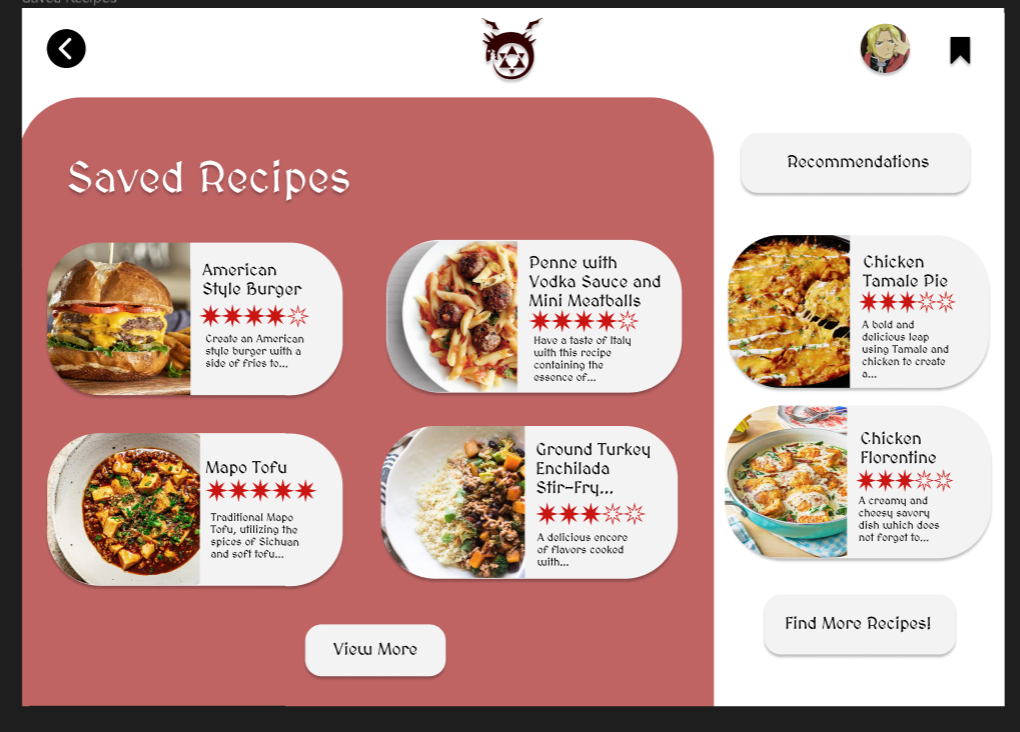 Saved Recipes
Saved Recipes
American
Style Burger
Create an American
style burger with a
side of fries to...
Penne with
Vodka Sauce and
Mini Meatballs
Have a taste of Italy
with this recipe
containing the
essence of...
Mapo Tofu
Traditional Mapo
Tofu, utilizing the
spices of Sichuan
and soft tofu...
Ground Turkey
Enchilada
Stir-Fry...
A delicious encore
of flavors cooked
with...
View More
Recommendations
Chicken
Tamale Pie
A bold and
delicious leap
using Tamale and
chicken to create
a...
Chicken
Florentine
A creamy and
cheesy savory
dish which does
not forget to...
Find More Recipes!